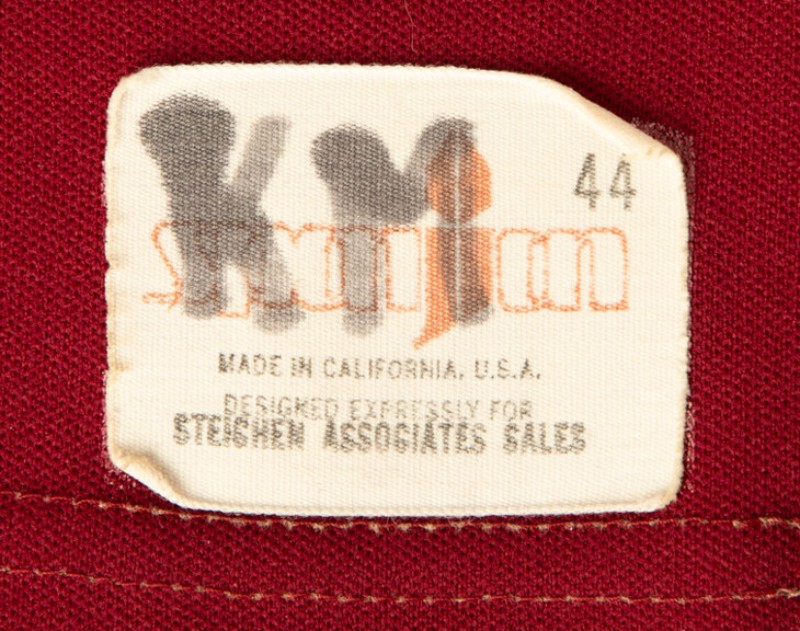 KM
44
MADE IN CALIFORNIA, U.S.A.
DESIGNED EXPRESSLY FOR
STEIGHEN ASSOCIATES SALES